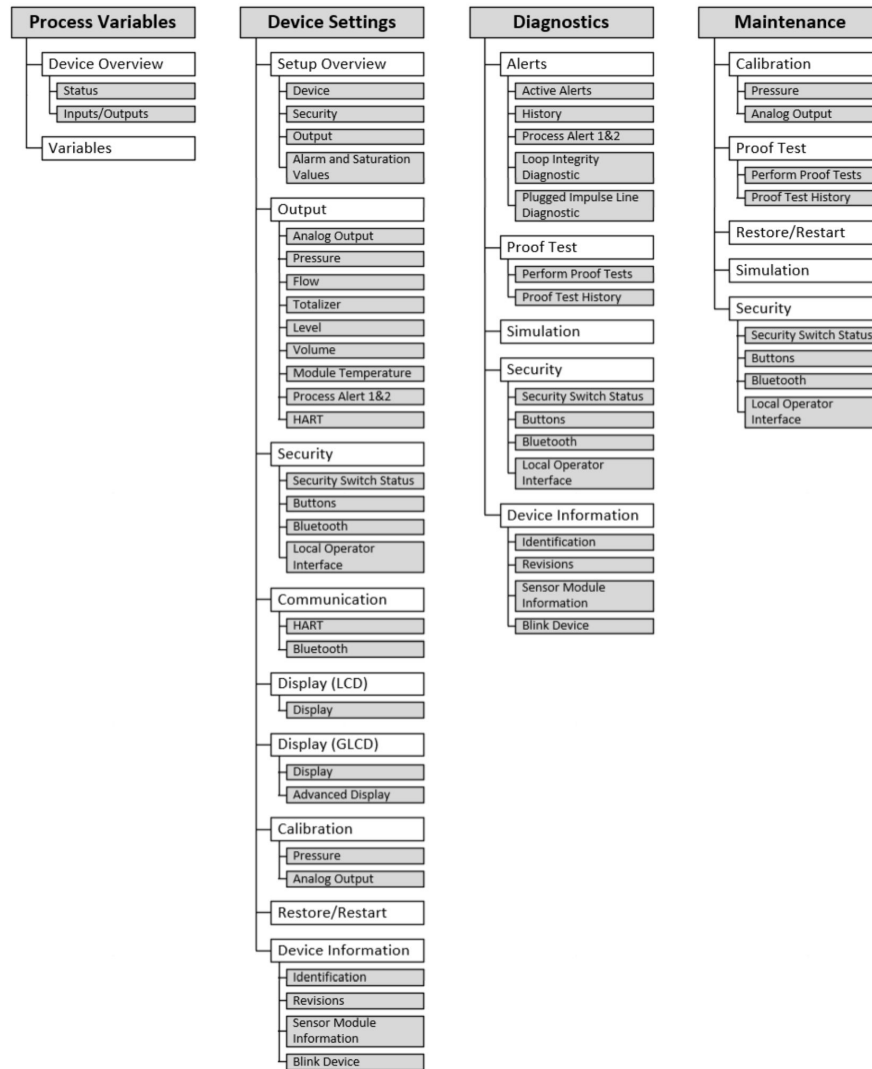 Process Variables
Device Overview
Status
Inputs/Outputs
Variables
Device Settings
Setup Overview
Device
Security
Output
Alarm and Saturation
Values
Output
Analog Output
Pressure
Flow
Totalizer
Level
Volume
Module Temperature
Process Alert 1&2
HART
Security
Security Switch Status
Buttons
Bluetooth
Local Operator
Interface
Communication
HART
Bluetooth
Display (LCD)
Display
Display (GLCD)
Display
Advanced Display
Calibration
Pressure
Analog Output
Restore/Restart
Device Information
Identification
Revisions
Sensor Module
Information
Blink Device
Diagnostics
Alerts
Active Alerts
History
Process Alert 1&2
Loop Integrity
Diagnostic
Plugged Impulse Line
Diagnostic
Proof Test
Perform Proof Tests
Proof Test History
Simulation
Security
Security Switch Status
Buttons
Bluetooth
Local Operator
Interface
Device Information
Identification
Revisions
Sensor Module
Information
Blink Device
Maintenance
Calibration
Pressure
Analog Output
Proof Test
Perform Proof Tests
Proof Test History
Restore/Restart
Simulation
Security
Security Switch Status
Buttons
Bluetooth
Local Operator
Interface